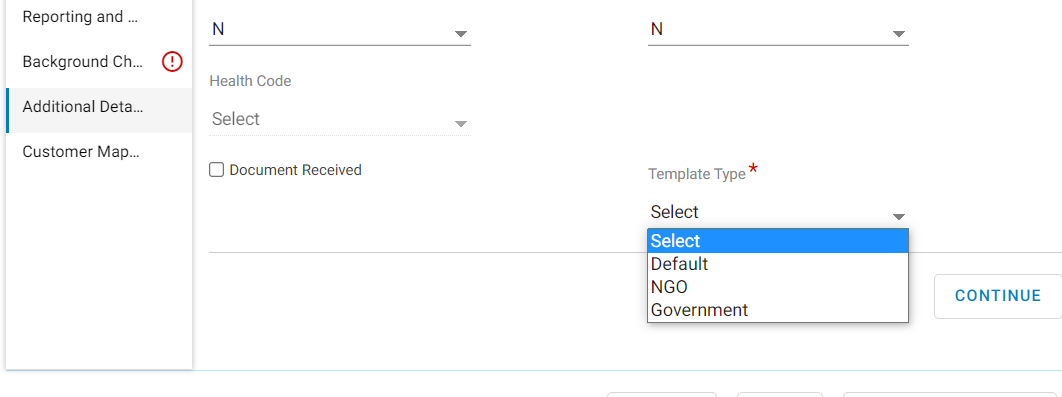 Reporting and ...
Background Ch...
Additional Deta...
Customer Map...
N
N
Health Code
Select
Document Received
Template Type*
Select
Select
Default
NGO
Government
CONTINUE